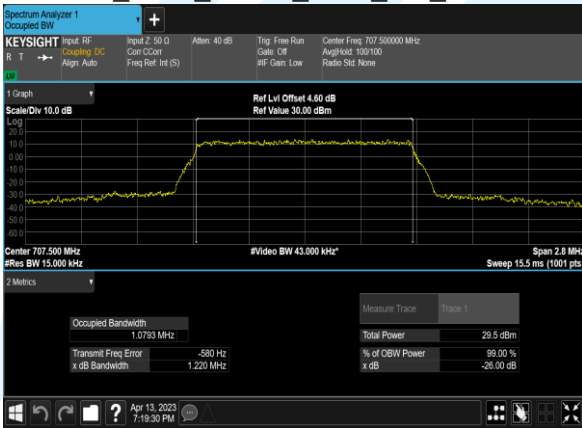 Spectrum Analyzer 1
Occupied BW
+
KEYSIGHT Input: RF Input Z: 50 Ω Atten: 40 dB Trig: Free Run Center Freq: 707.500000 MHz
R T Coupling: DC Corr CCorr Gate: Off Avg|Hold: 100/100
Align: Auto Freq Ref: Int (S) #IF Gain: Low Radio Std: None
LXI
1 Graph
Ref Lvl Offset 4.60 dB
Scale/Div 10.0 dB Ref Value 30.00 dBm
Log
20.0
10.0
0.00
-10.0
-20.0
-30.0
-40.0
-50.0
-60.0
Center 707.500 MHz #Video BW 43.000 kHz* Span 2.8 MHz
#Res BW 15.000 kHz Sweep 15.5 ms (1001 pts
2 Metrics
Measure Trace Trace 1
Occupied Bandwidth
1.0793 MHz Total Power 29.5 dBm
Transmit Freq Error -580 Hz % of OBW Power 99.00 %
x dB Bandwidth 1.220 MHz x dB -26.00 dB
? Apr 13, 2023
7:19:30 PM